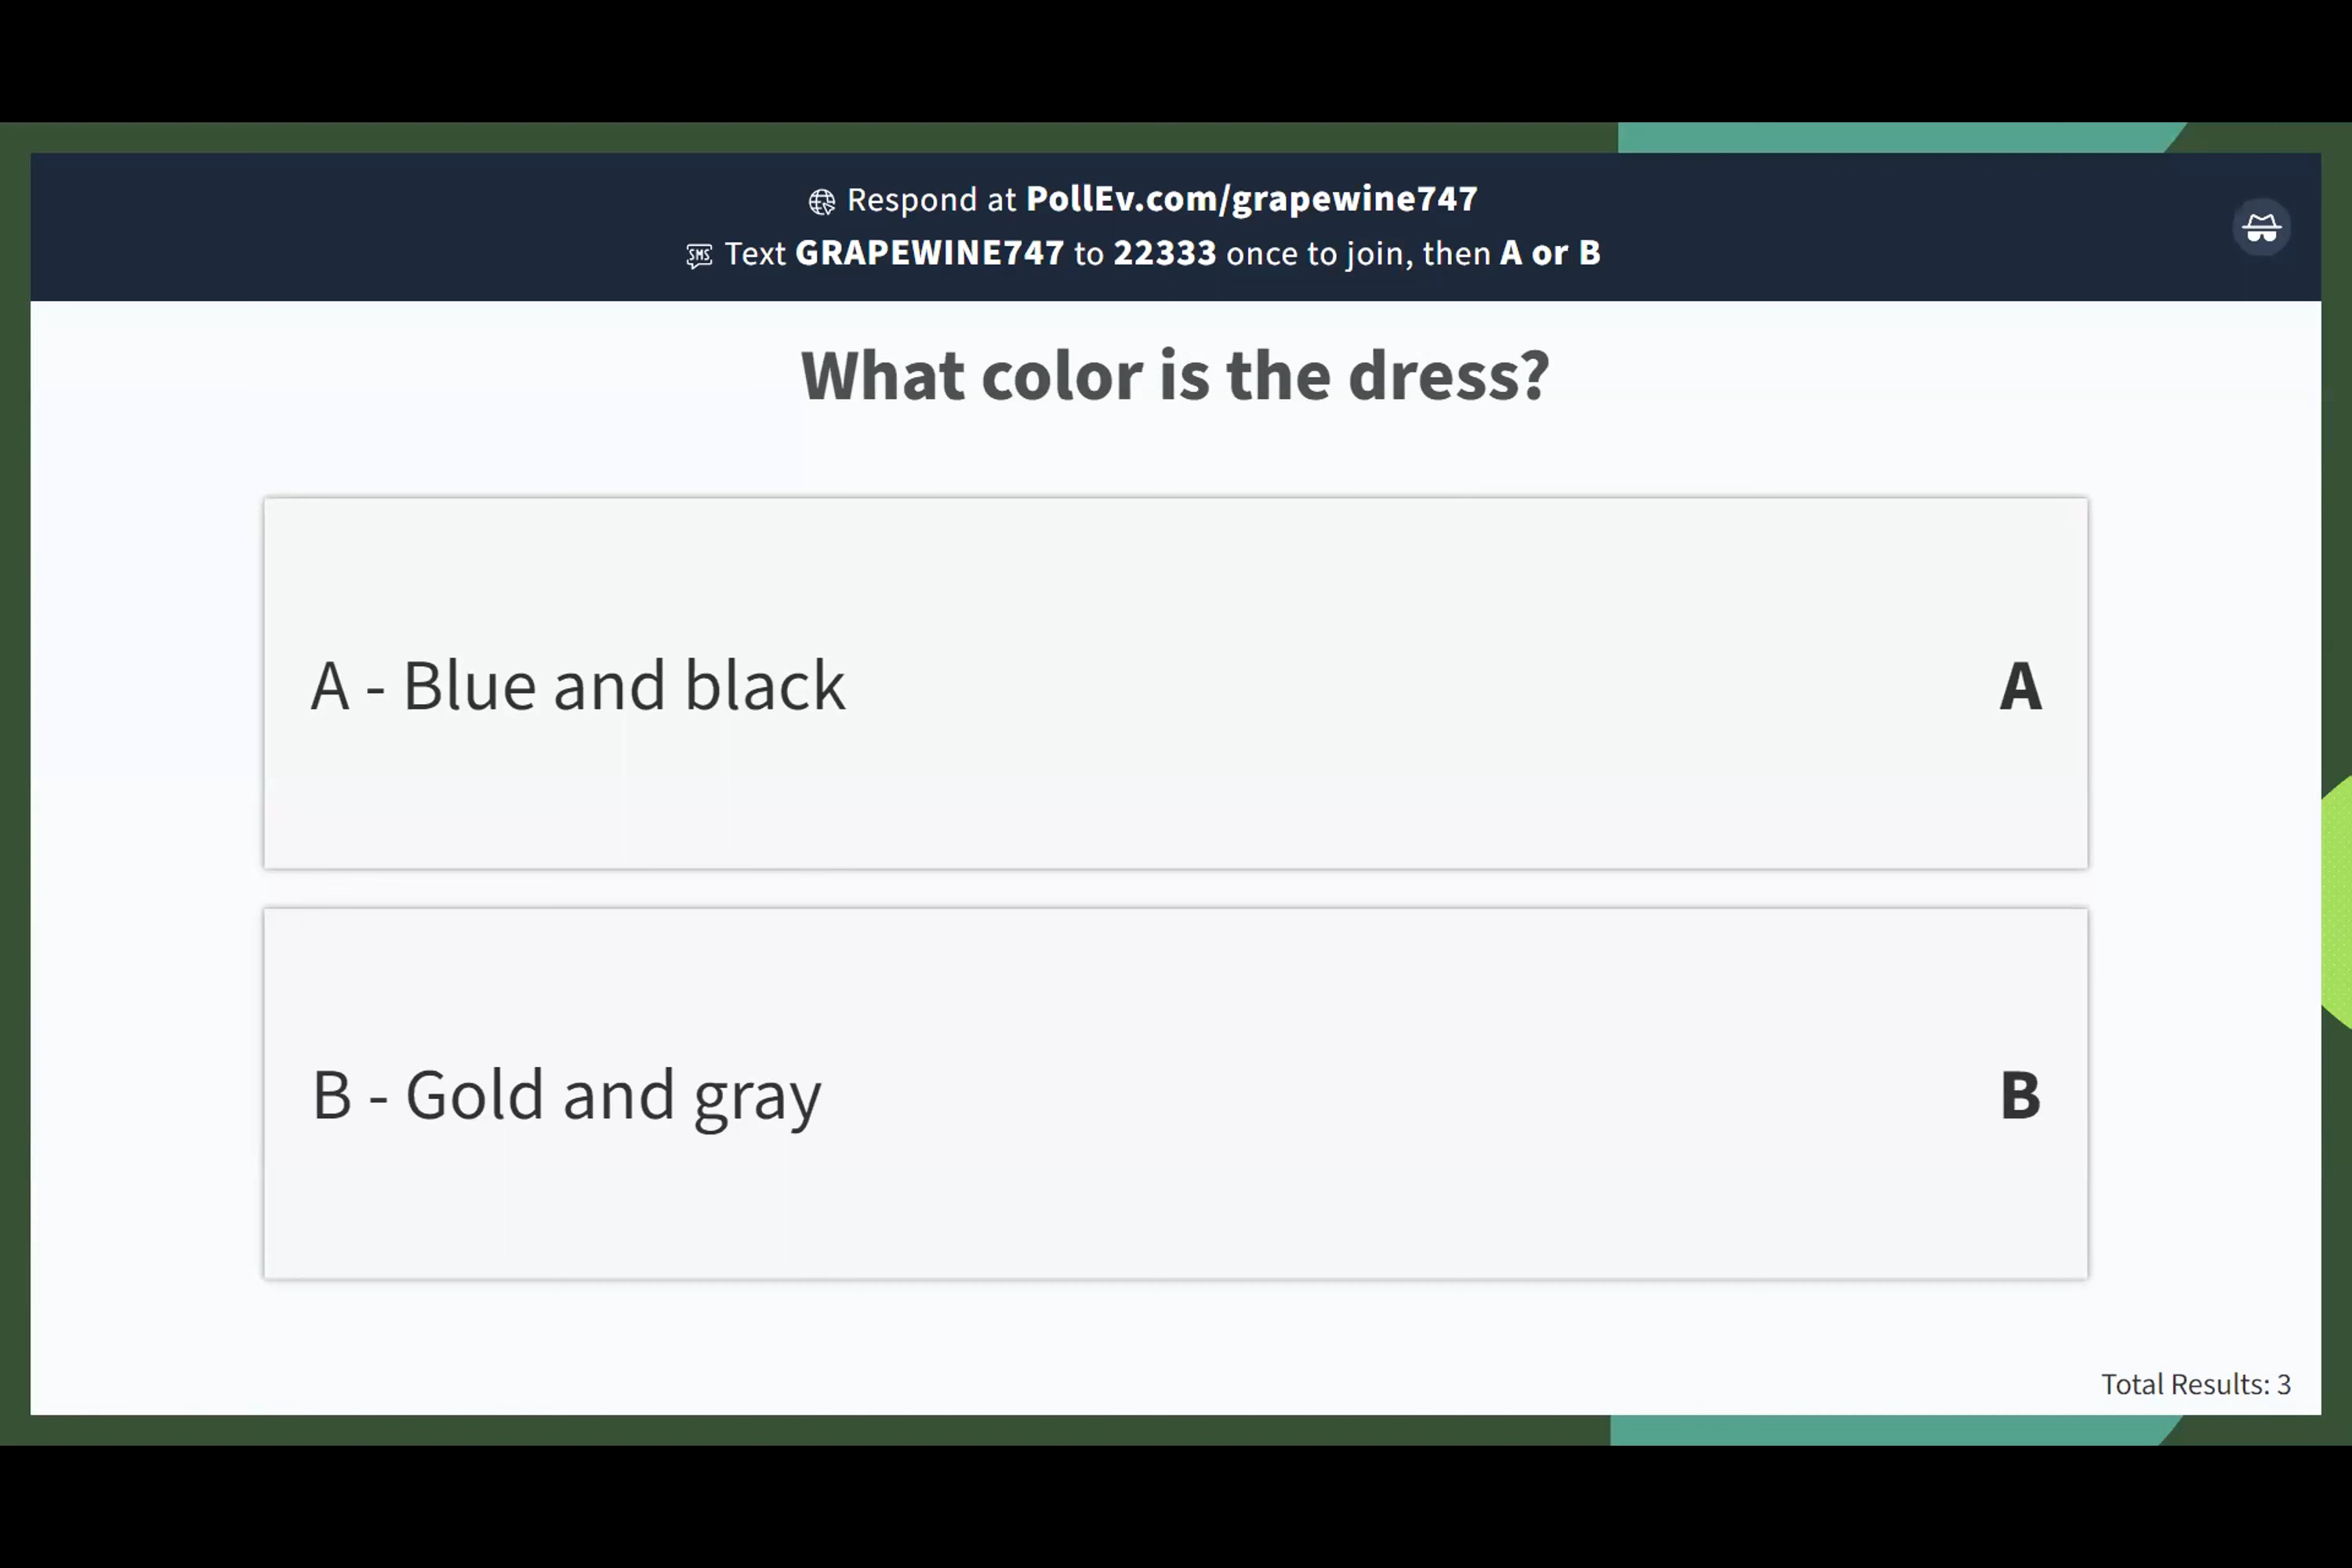 Respond at PollEv.com/grapewine747
SMS Text GRAPEWINE747 to 22333 once to join, then A or B
What color is the dress?
A - Blue and black A
B - Gold and gray B
Total Results: 3